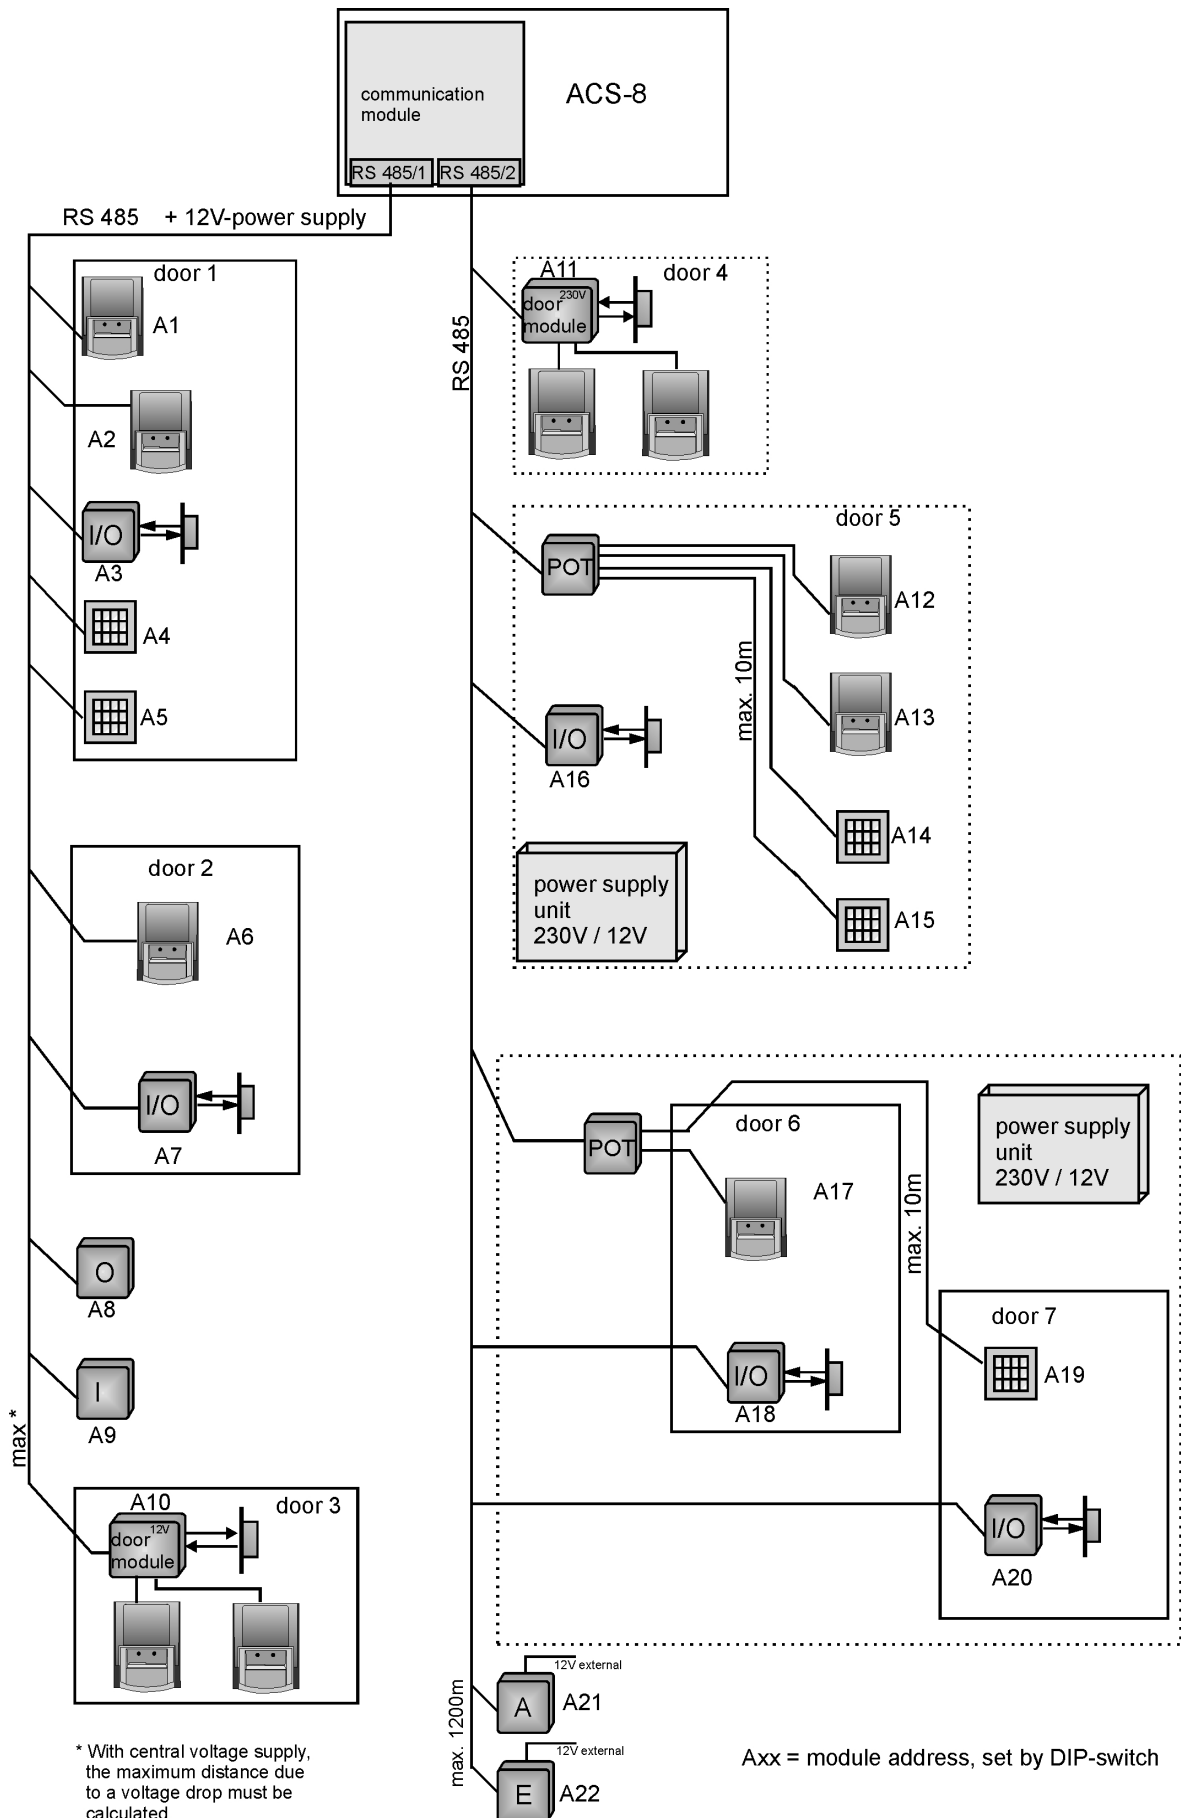 communication
module
ACS-8
RS 485/1
RS 485/2
RS 485 + 12V-power supply
door 1
A1
A2
I/O
A3
A4
A5
door 2
A6
I/O
A7
O
A8
I
A9
max *
A10
door 3
door
12V
module
* With central voltage supply,
the maximum distance due
to a voltage drop must be
calculated
RS 485
A11
door 4
door
230V
module
door 5
POT
A12
A13
max. 10m
I/O
A16
A14
A15
power supply
unit
230V / 12V
POT
door 6
A17
max. 10m
power supply
unit
230V / 12V
I/O
A18
door 7
A19
I/O
A20
max. 1200m
12V external
A
A21
12V external
E
A22
Axx = module address, set by DIP-switch